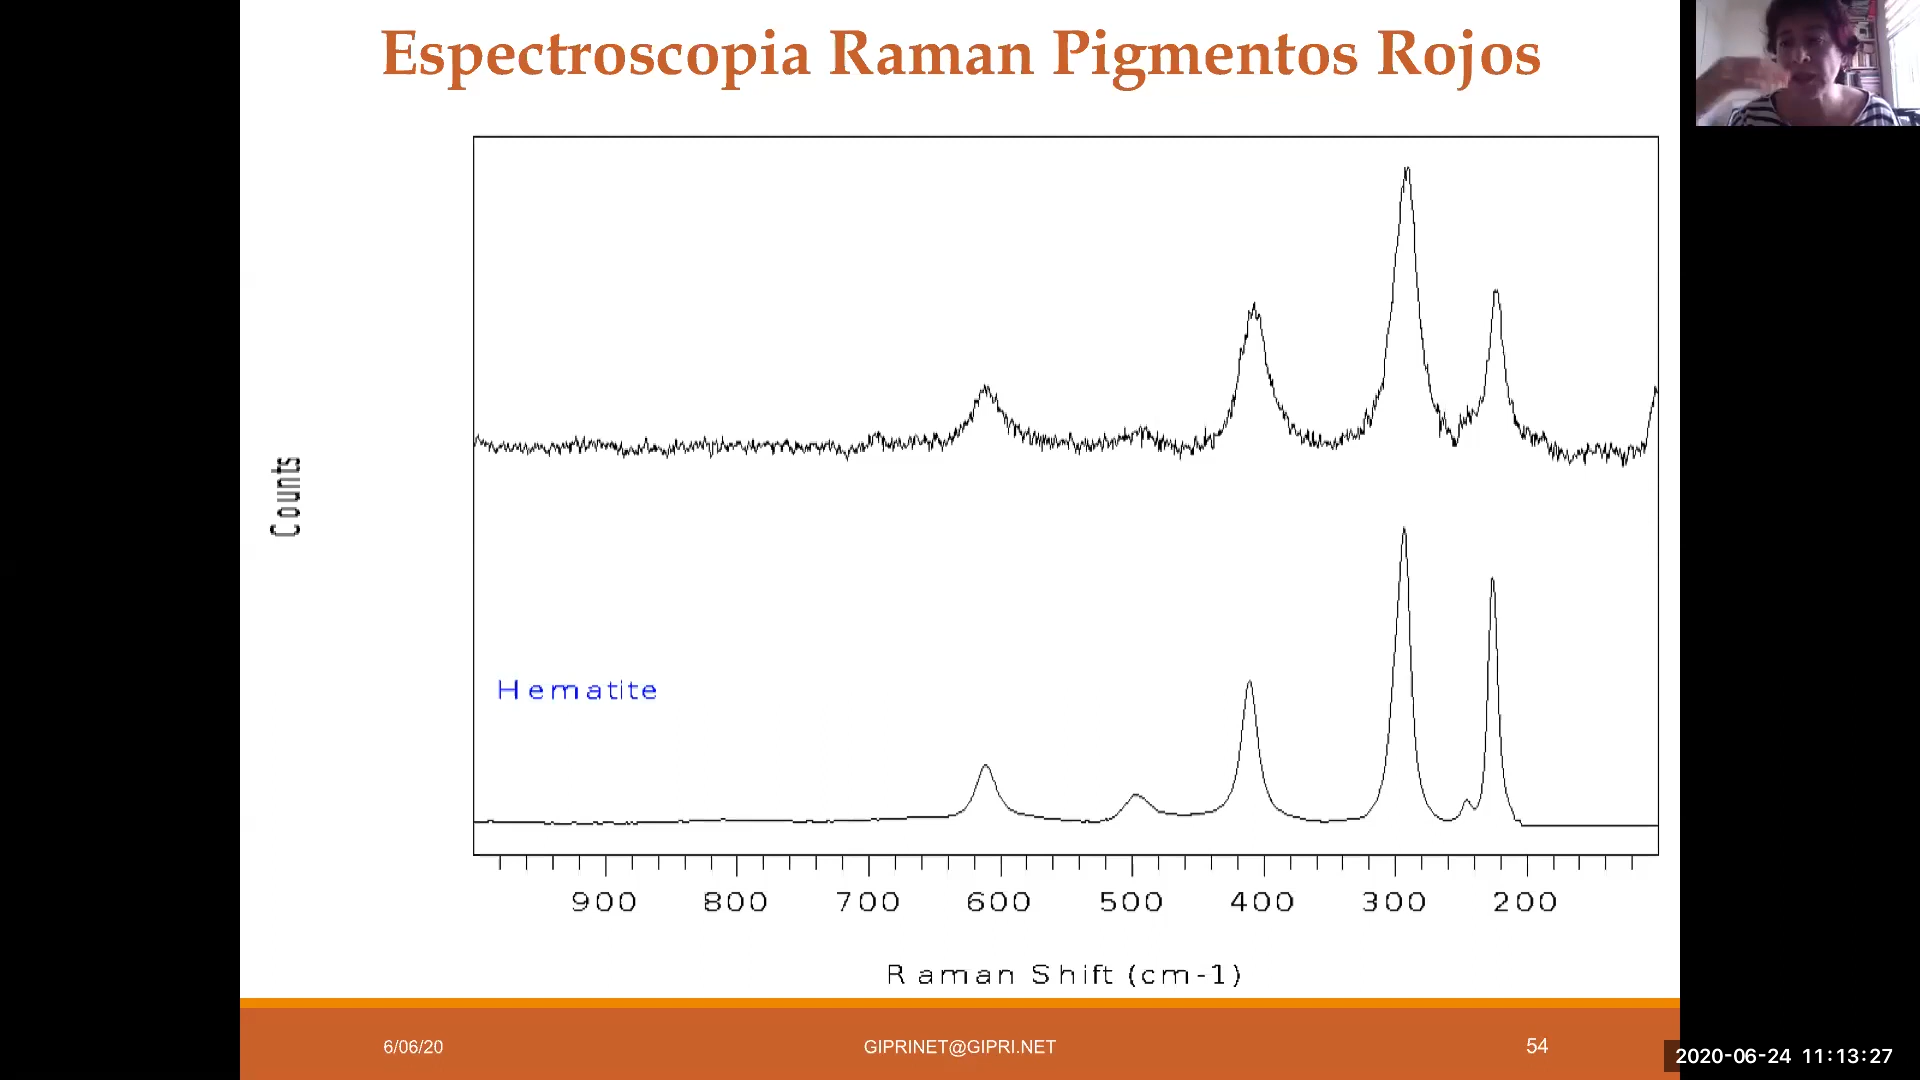 Espectroscopia Raman Pigmentos Rojos
Counts
Hematite
900 800 700 600 500 400 300 200
Raman Shift (cm-1)
6/06/20 GIPRINET@GIPRI.NET 54
2020-06-24 11:13:27